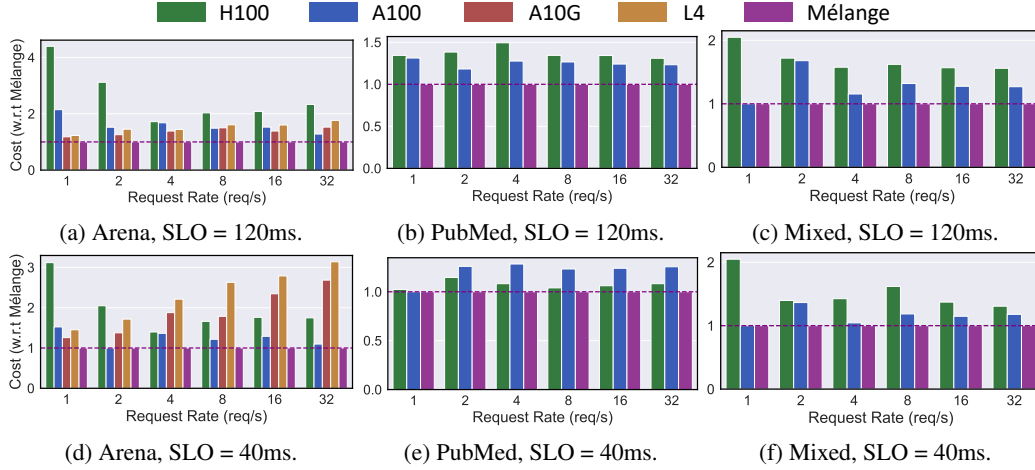 H100 A100 A10G L4 Mélange
Cost (w.r.t Mélange)
4
2
0
1 2 4 8 16 32
Request Rate (req/s)
(a) Arena, SLO = 120ms.
1.5
1.0
0.5
0.0
1 2 4 8 16 32
Request Rate (req/s)
(b) PubMed, SLO = 120ms.
2
1
0
1 2 4 8 16 32
Request Rate (req/s)
(c) Mixed, SLO = 120ms.
Cost (w.r.t Mélange)
3
2
1
0
1 2 4 8 16 32
Request Rate (req/s)
(d) Arena, SLO = 40ms.
1.0
0.5
0.0
1 2 4 8 16 32
Request Rate (req/s)
(e) PubMed, SLO = 40ms.
2
1
0
1 2 4 8 16 32
Request Rate (req/s)
(f) Mixed, SLO = 40ms.